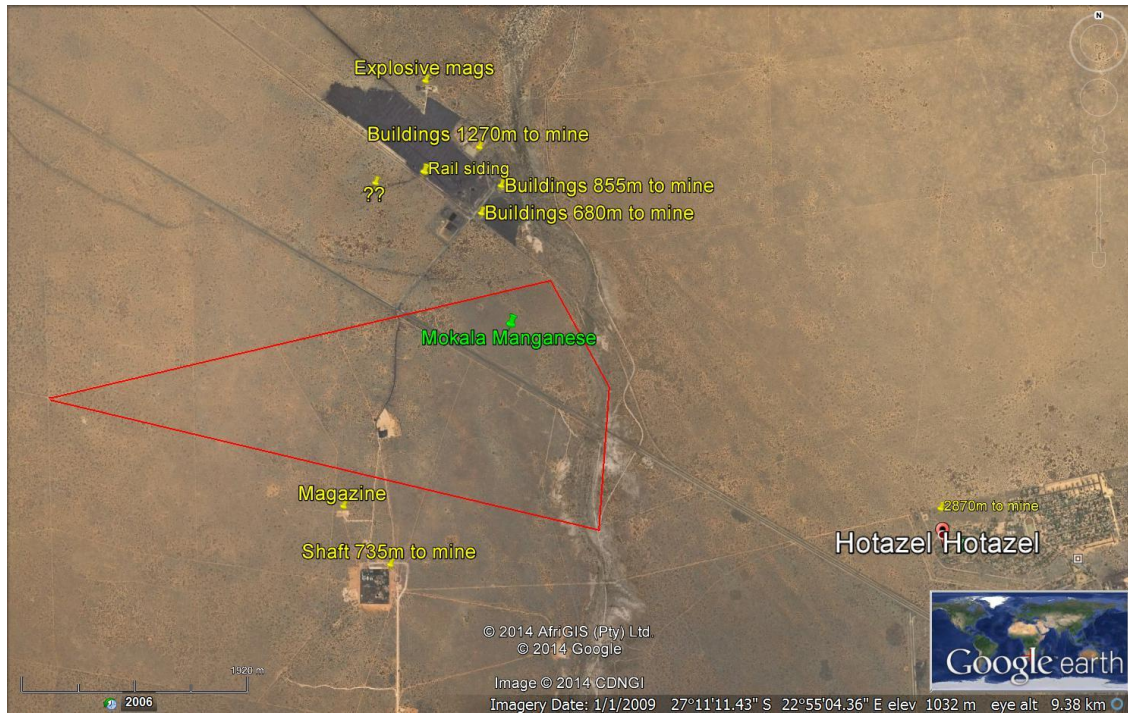 N
Explosive mags
Buildings 1270m to mine
Rail siding
??
Buildings 855m to mine
Buildings 680m to mine
Mokala Manganese
Magazine
2870m to mine
Hotazel Hotazel
Shaft 735m to mine
© 2014 AfriGIS (Pty) Ltd.
© 2014 Google
1920 m
Google earth
Image © 2014 CDNGI
2006
Imagery Date: 1/1/2009 27°11'11.43" S 22°55'04.36" E elev 1032 m eye alt 9.38 km